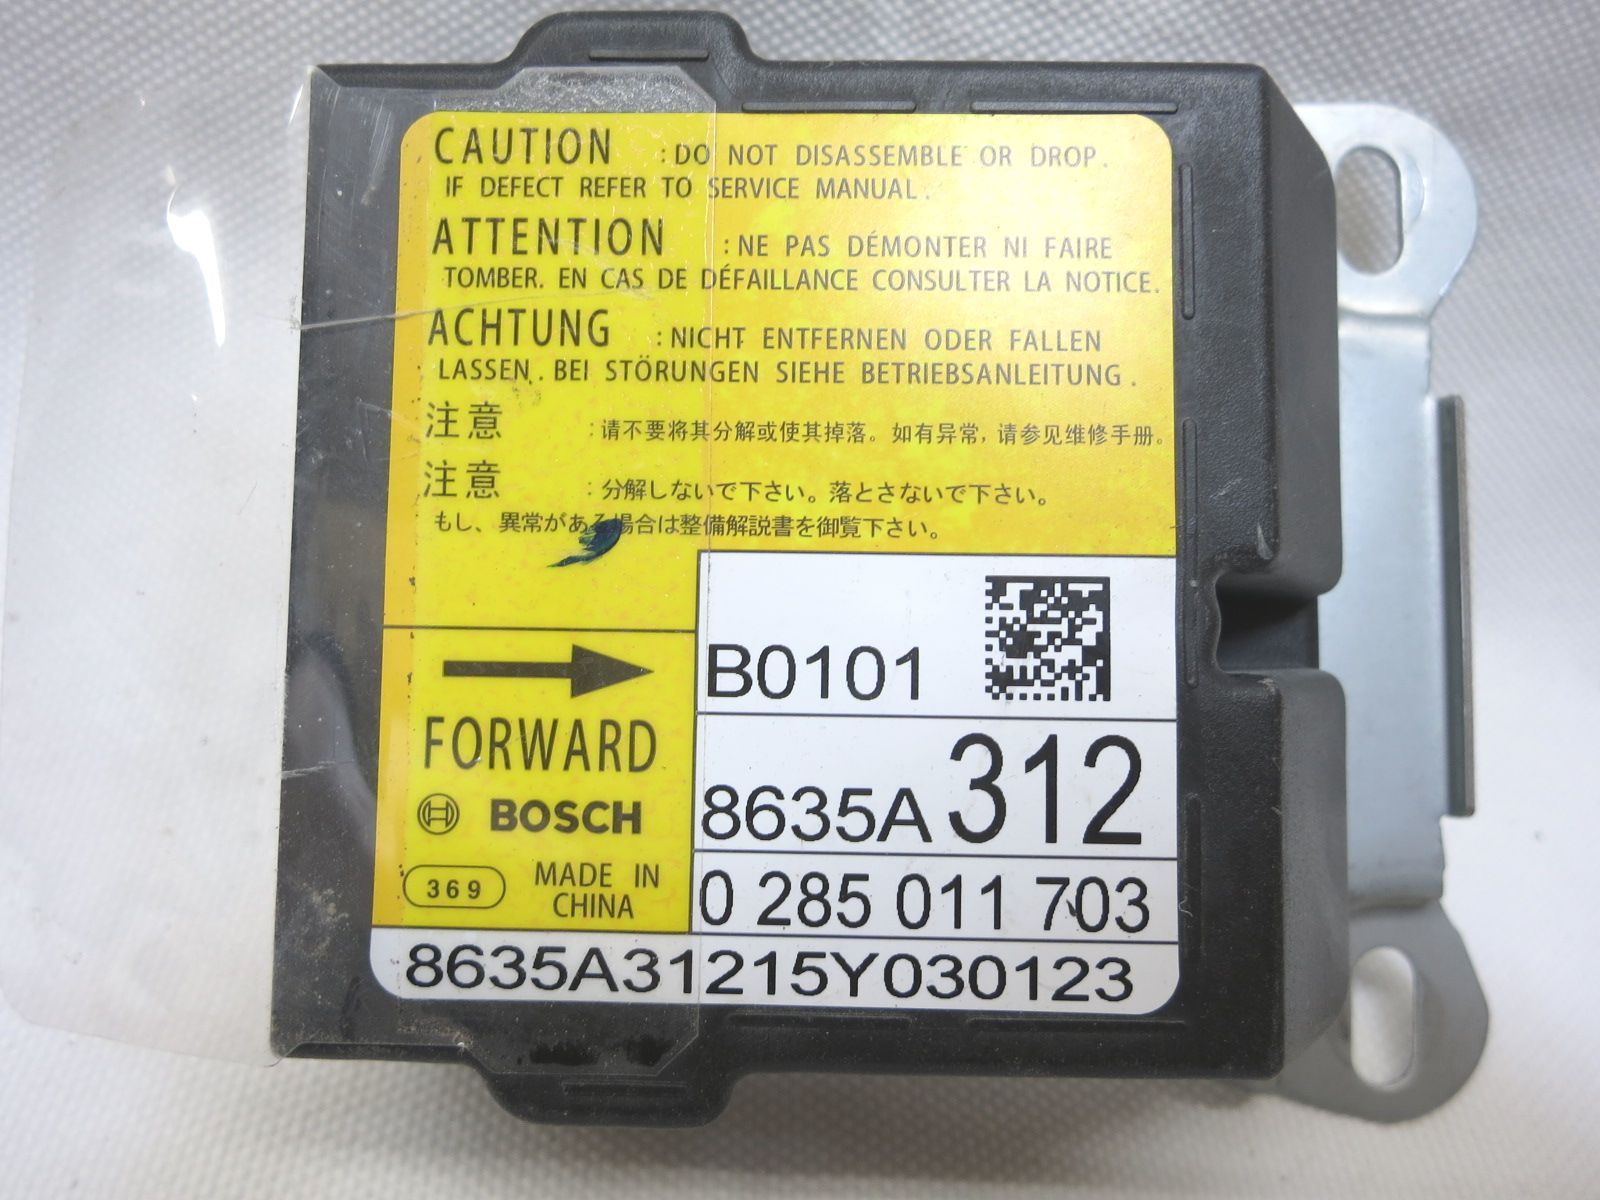 CAUTION :DO NOT DISASSEMBLE OR DROP.
IF DEFECT REFER TO SERVICE MANUAL.
ATTENTION :NE PAS DÉMONTER NI FAIRE
TOMBER. EN CAS DE DÉFAILLANCE CONSULTER LA NOTICE.
ACHTUNG :NICHT ENTFERNEN ODER FALLEN
LASSEN. BEI STÖRUNGEN SIEHE BETRIEBSANLEITUNG.
注意 :请不要将其分解或使其掉落。如有异常,请参见维修手册。
注意 :分解しないで下さい。落とさないで下さい。
もし、異常がある場合は整備解説書を御覧下さい。
B0101
FORWARD
8635A 312
BOSCH
369 MADE IN
CHINA
0 285 011 703
8635A31215Y030123